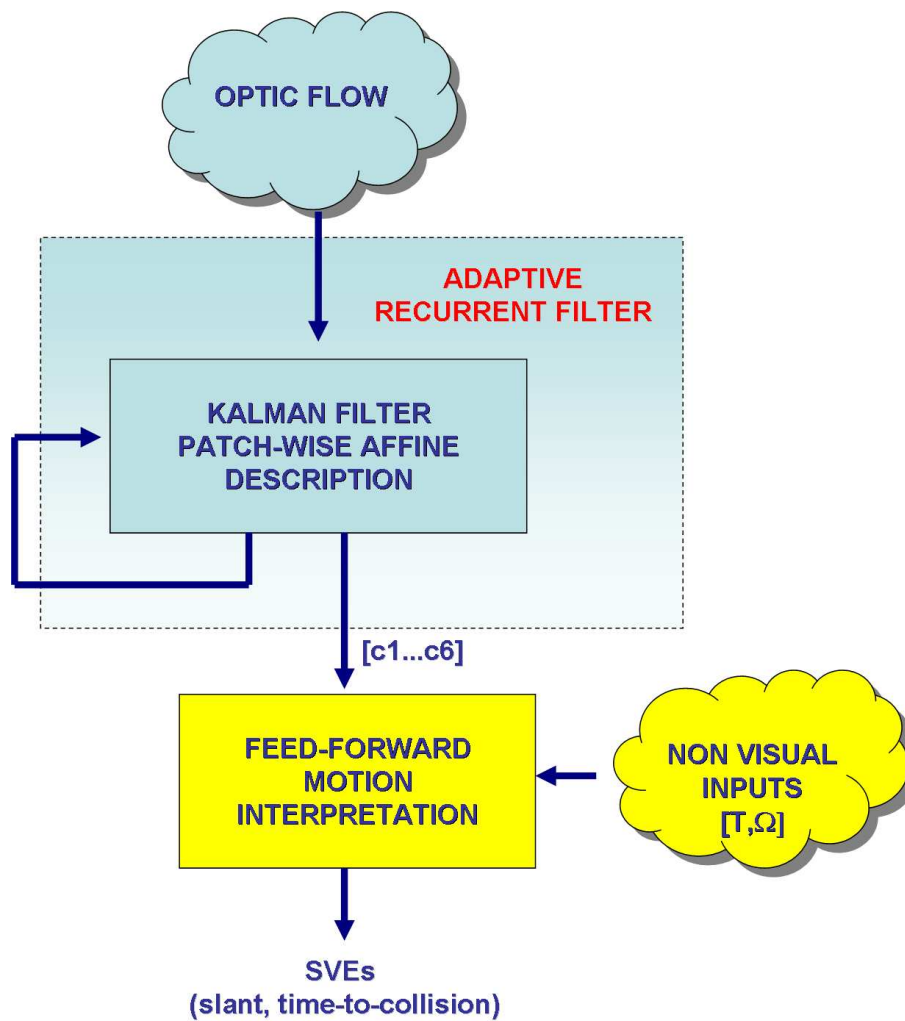 OPTIC FLOW
ADAPTIVE
RECURRENT FILTER
KALMAN FILTER
PATCH-WISE AFFINE
DESCRIPTION
[c1...c6]
FEED-FORWARD
MOTION
INTERPRETATION
NON VISUAL
INPUTS
[T,Ω]
SVEs
(slant, time-to-collision)